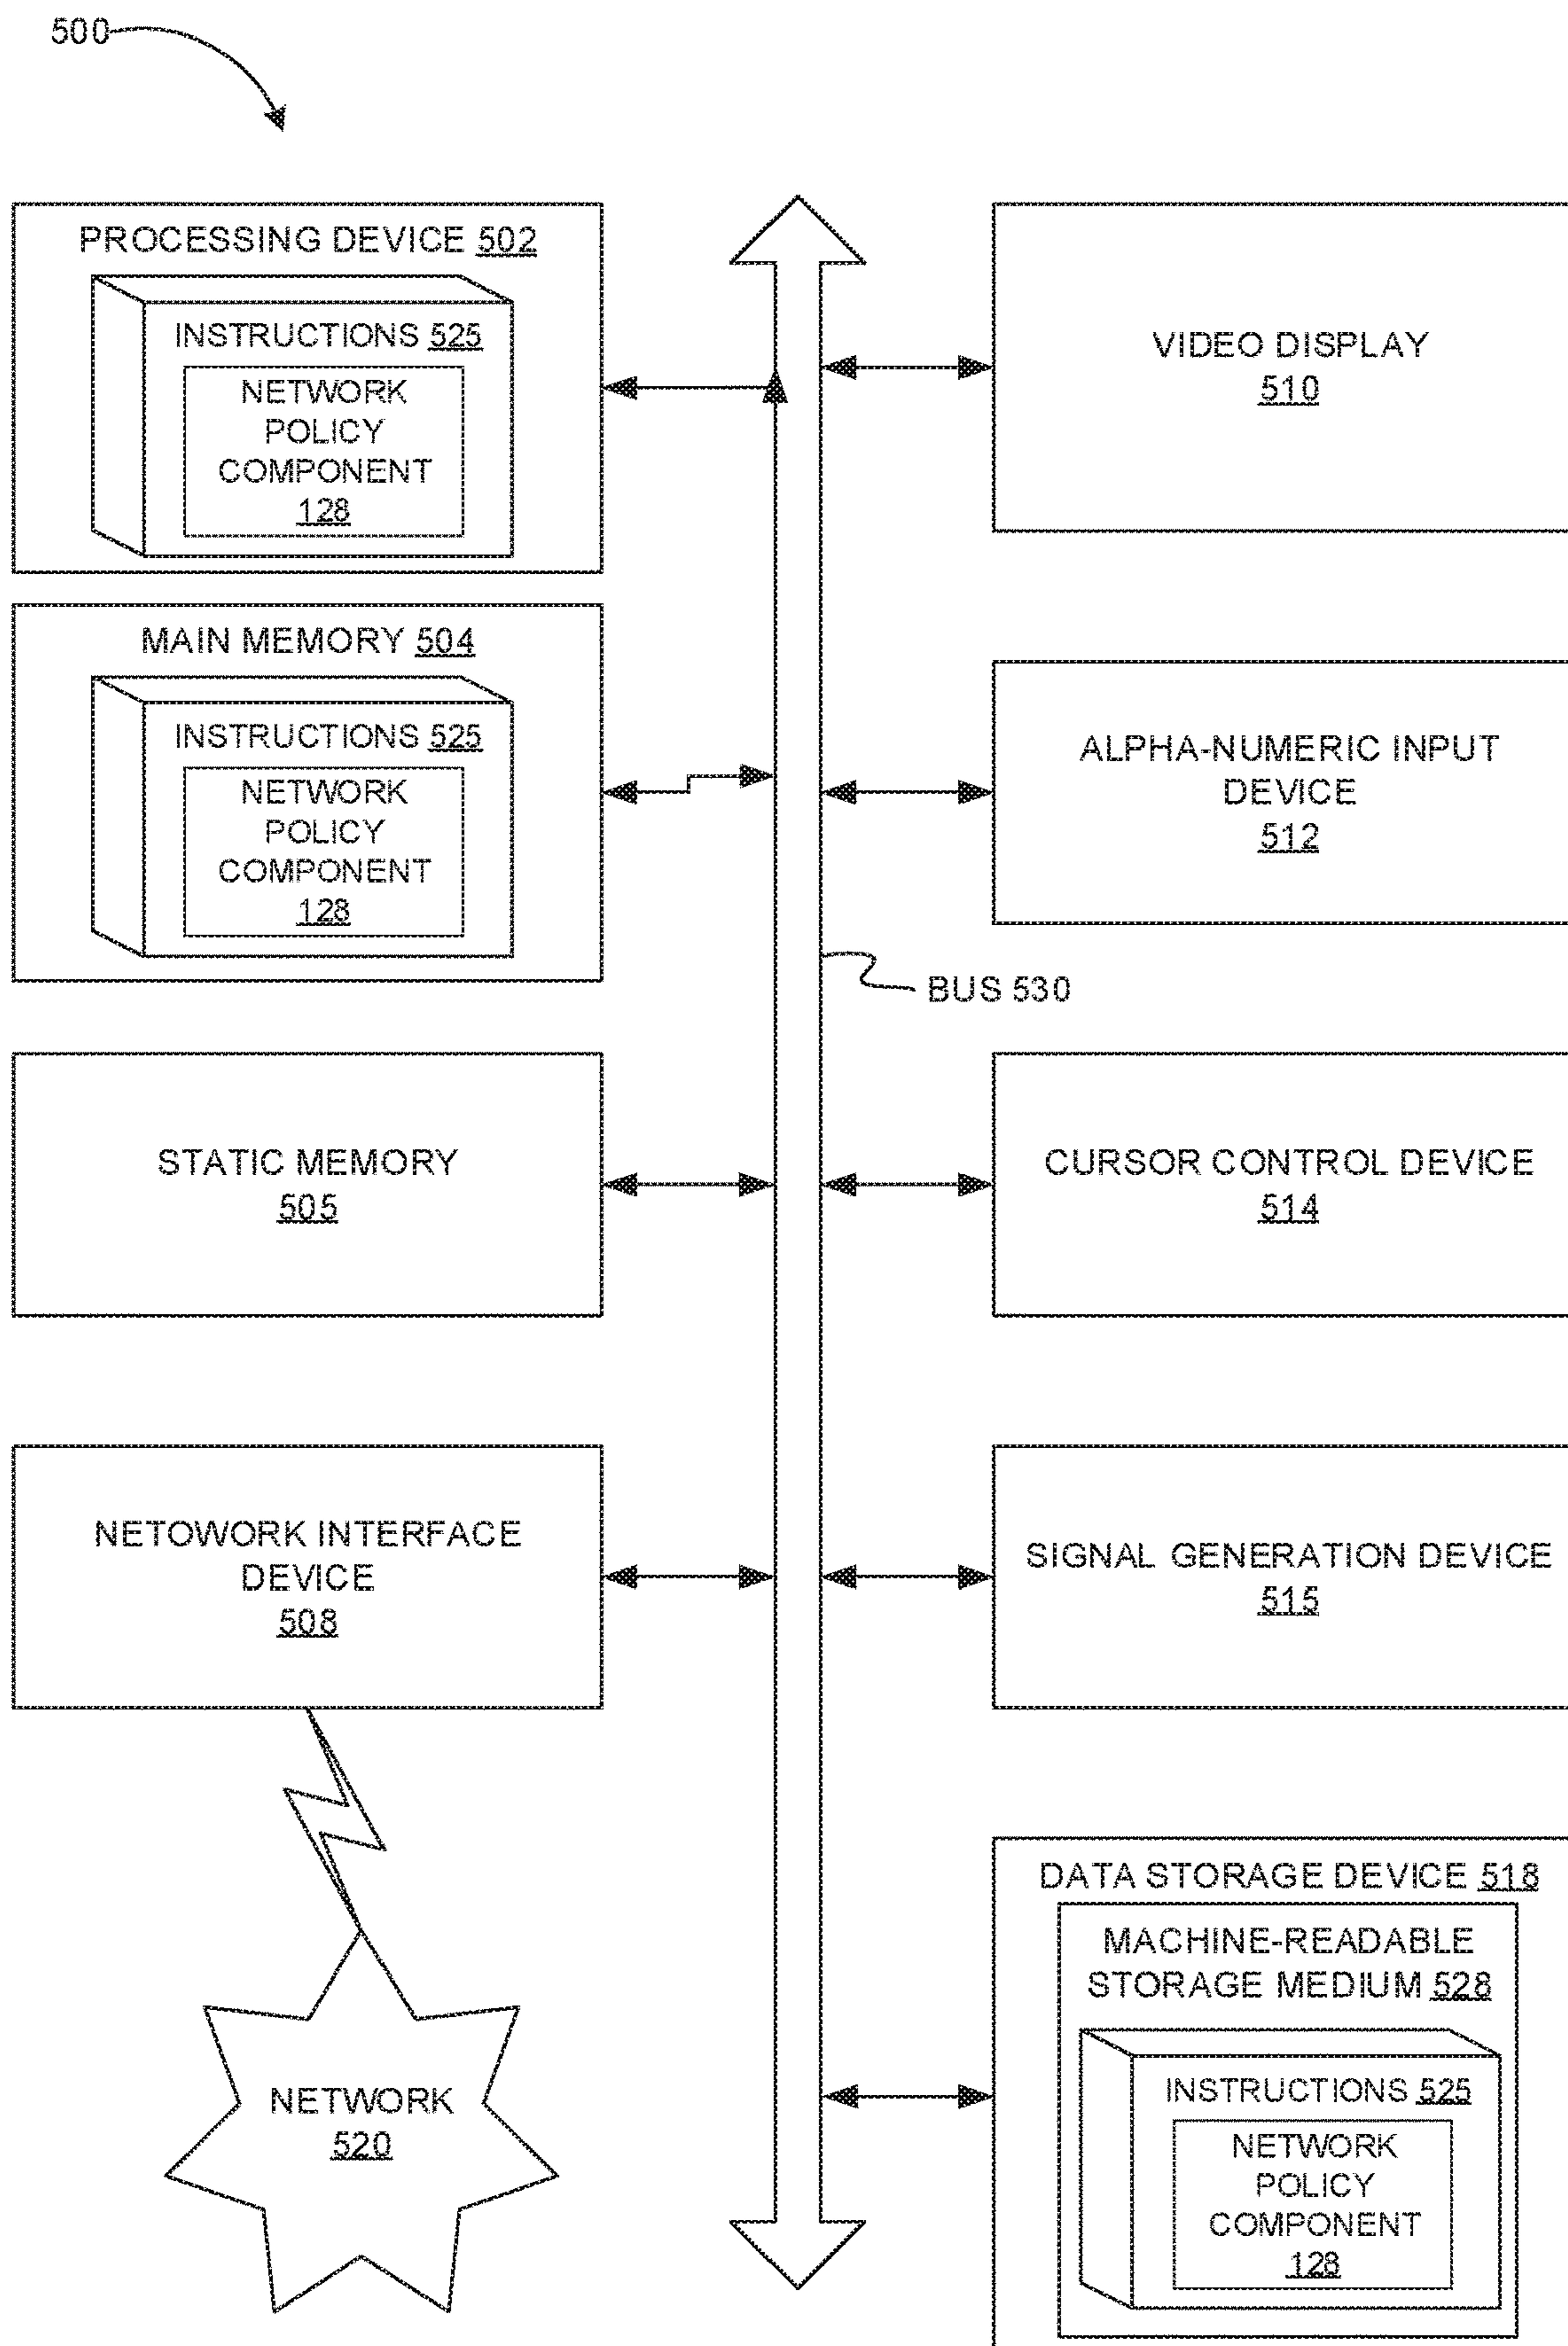 500
PROCESSING DEVICE 502
INSTRUCTIONS 525
NETWORK
POLICY
COMPONENT
128
MAIN MEMORY 504
INSTRUCTIONS 525
NETWORK
POLICY
COMPONENT
128
STATIC MEMORY
505
NETOWORK INTERFACE
DEVICE
508
NETWORK
520
BUS 530
VIDEO DISPLAY
510
ALPHA-NUMERIC INPUT
DEVICE
512
CURSOR CONTROL DEVICE
514
SIGNAL GENERATION DEVICE
515
DATA STORAGE DEVICE 518
MACHINE-READABLE
STORAGE MEDIUM 528
INSTRUCTIONS 525
NETWORK
POLICY
COMPONENT
128